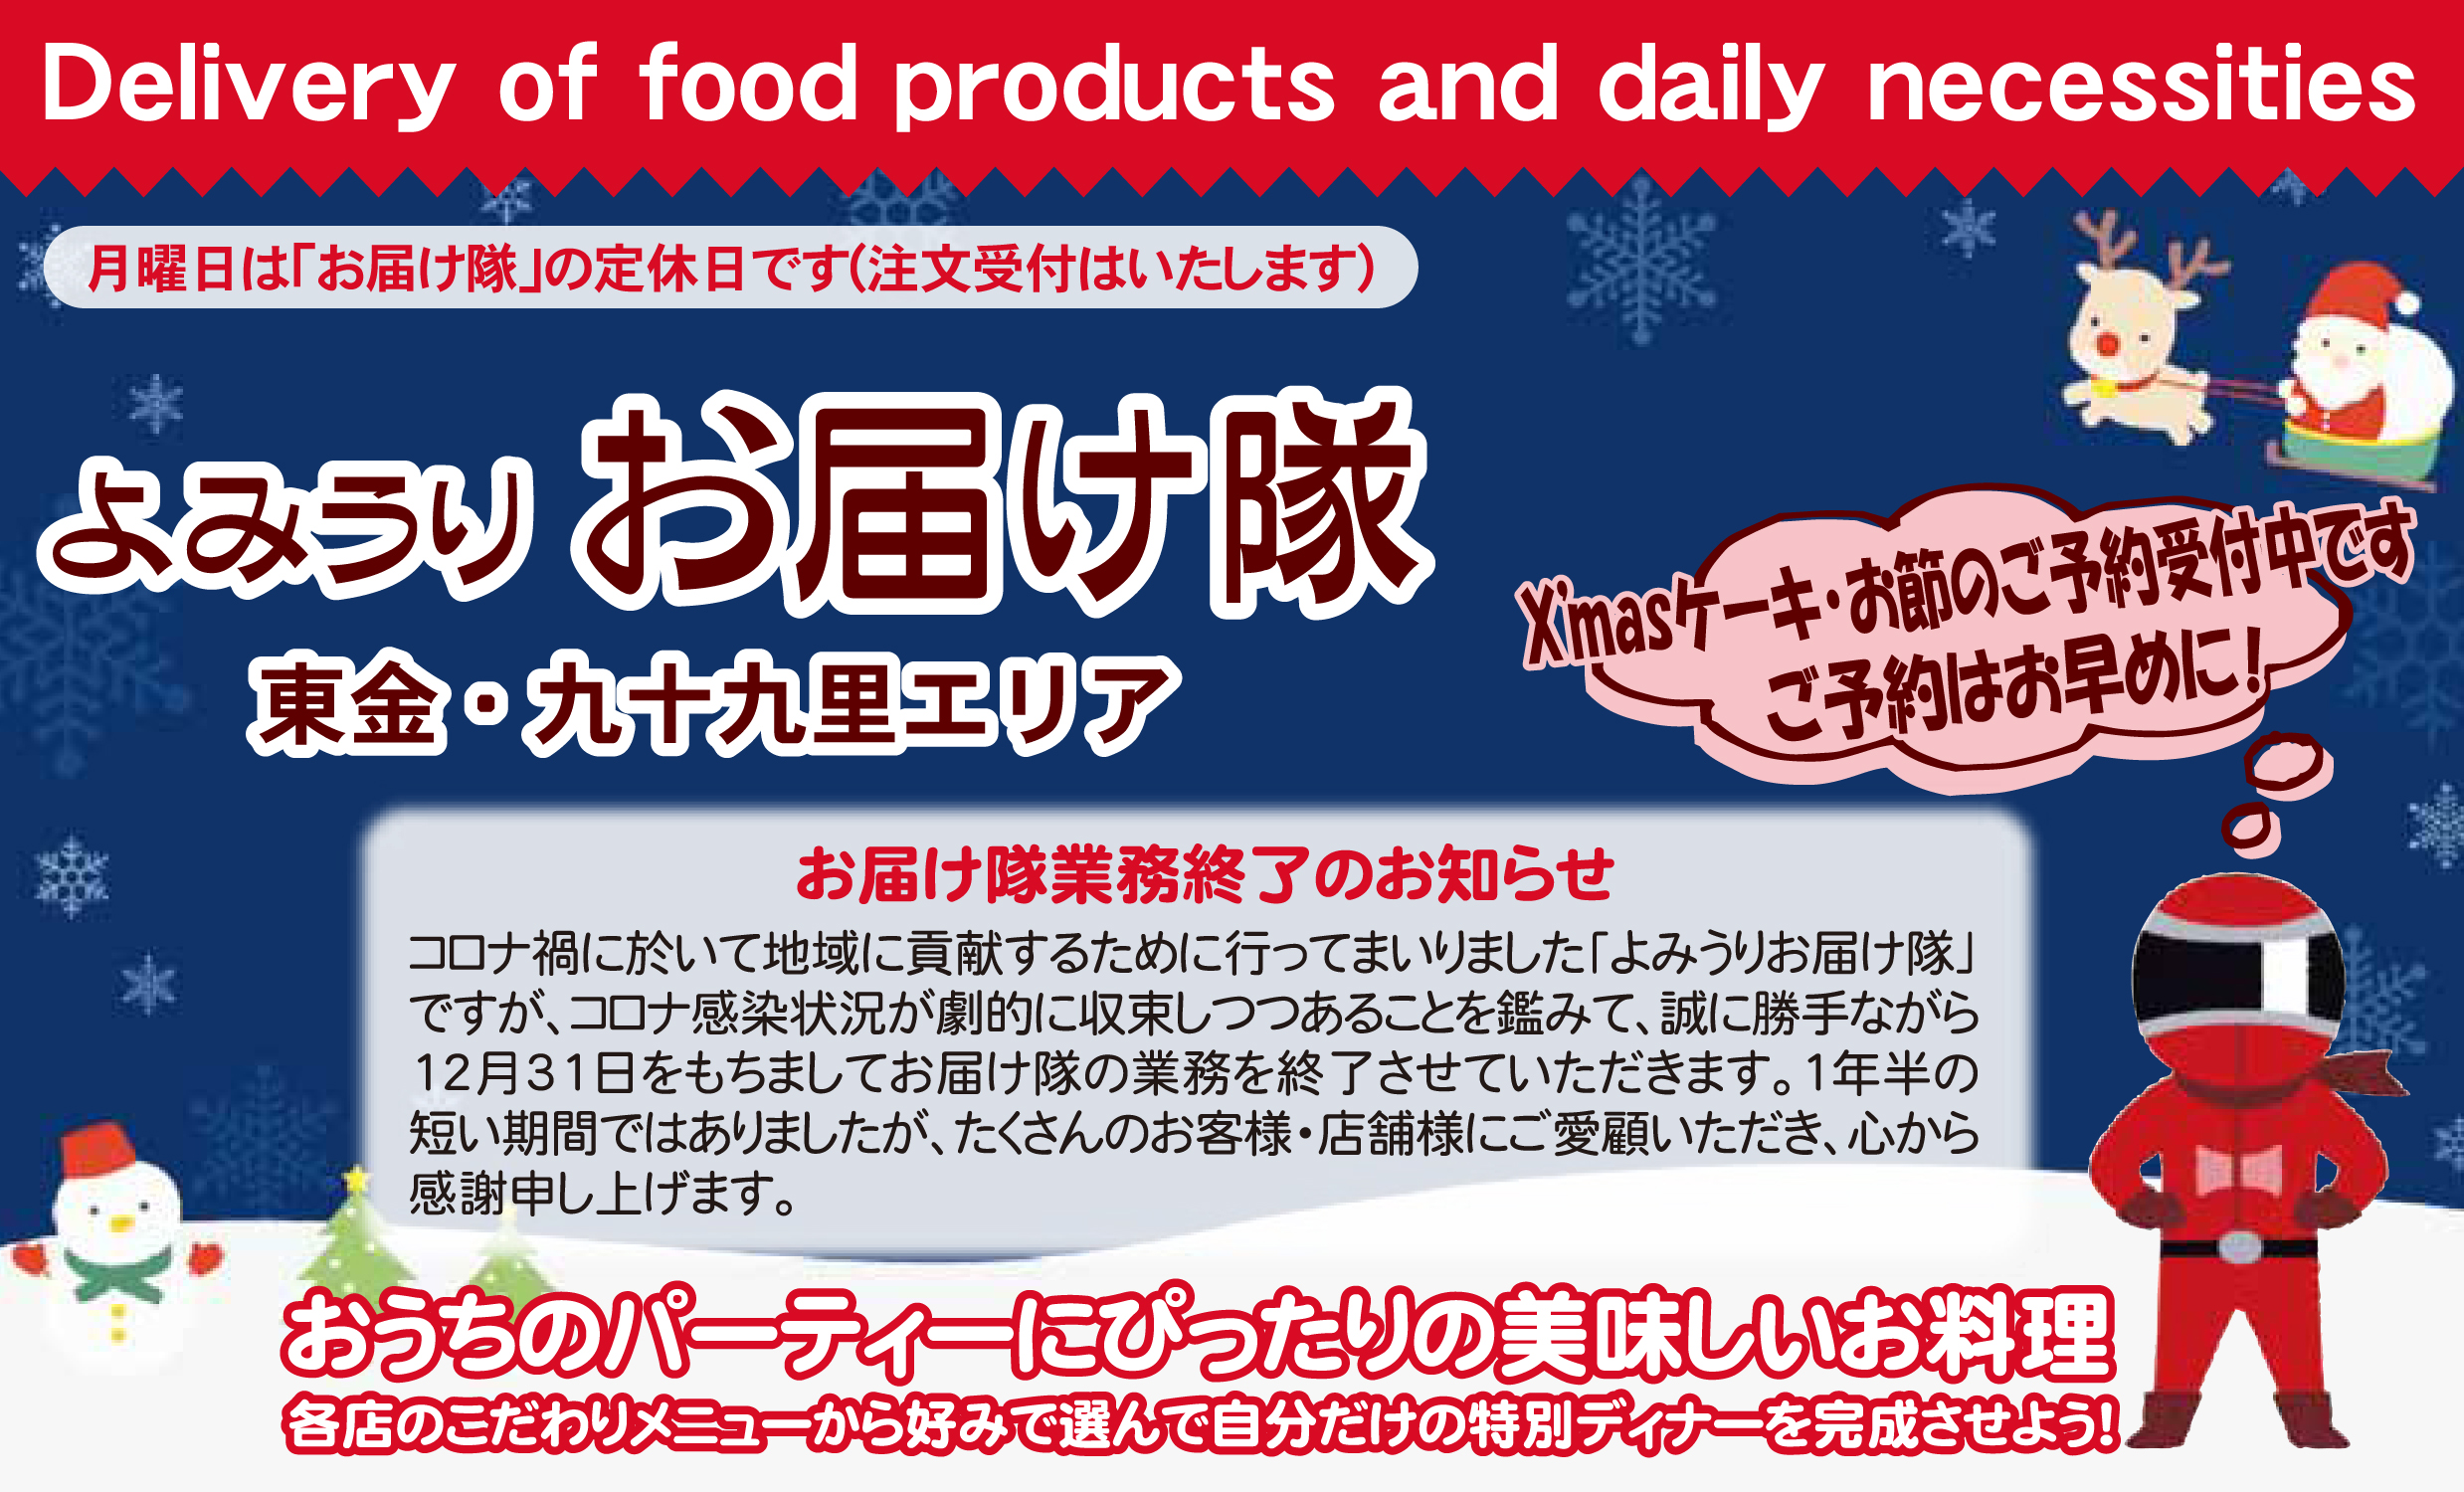 Delivery of food products and daily necessities
月曜日は「お届け隊」の定休日です(注文受付はいたします)
よみうり お届け隊
東金・九十九里エリア
X'masケーキ・お節のご予約受付中です
ご予約はお早めに!
お届け隊業務終了のお知らせ
コロナ禍に於いて地域に貢献するために行ってまいりました「よみうりお届け隊」
ですが、コロナ感染状況が劇的に収束しつつあることを鑑みて、誠に勝手ながら
12月31日をもちましてお届け隊の業務を終了させていただきます。1年半の
短い期間ではありましたが、たくさんのお客様・店舗様にご愛顧いただき、心から
感謝申し上げます。
おうちのパーティーにぴったりの美味しいお料理
各店のこだわりメニューから好みで選んで自分だけの特別ディナーを完成させよう!